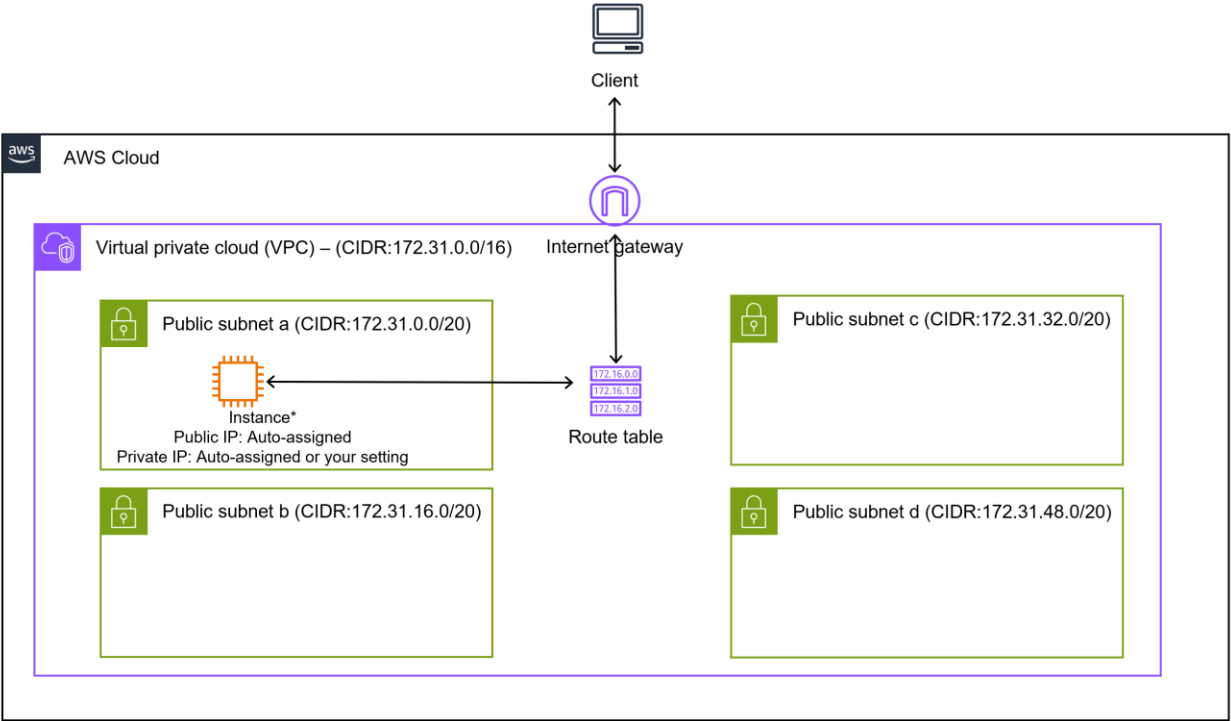 Client
aws
AWS Cloud
Virtual private cloud (VPC) – (CIDR:172.31.0.0/16)
Internet gateway
Public subnet a (CIDR:172.31.0.0/20)
Instance*
Public IP: Auto-assigned
Private IP: Auto-assigned or your setting
172.16.0.0
172.16.1.0
172.16.2.0
Route table
Public subnet c (CIDR:172.31.32.0/20)
Public subnet b (CIDR:172.31.16.0/20)
Public subnet d (CIDR:172.31.48.0/20)